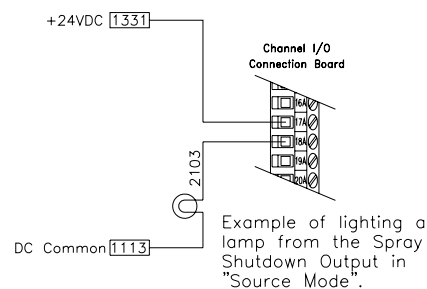 +24VDC 1331
Channel I/O
Connection Board
16A
17A
18A
19A
20A
2103
DC Common 1113
Example of lighting a
lamp from the Spray
Shutdown Output in
"Source Mode".